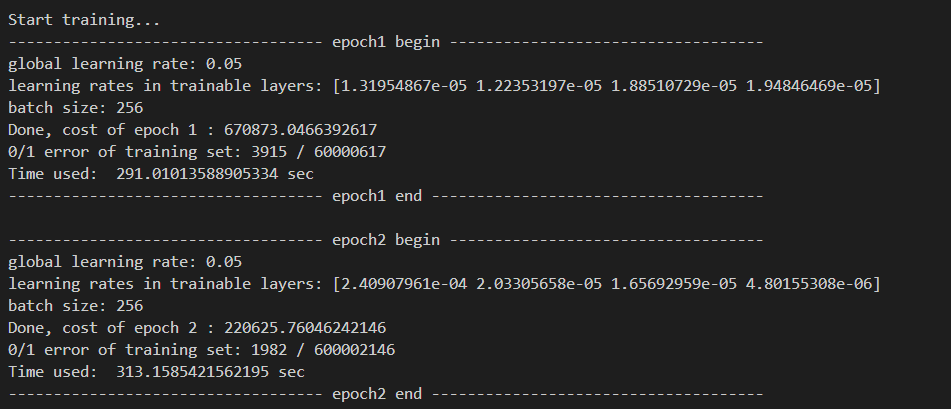 Start training...
----------------------------------- epoch1 begin -----------------------------------
global learning rate: 0.05
learning rates in trainable layers: [1.31954867e-05 1.22353197e-05 1.88510729e-05 1.94846469e-05]
batch size: 256
Done, cost of epoch 1 : 670873.0466392617
0/1 error of training set: 3915 / 60000617
Time used:  291.01013588905334 sec
----------------------------------- epoch1 end -------------------------------------

----------------------------------- epoch2 begin -----------------------------------
global learning rate: 0.05
learning rates in trainable layers: [2.40907961e-04 2.03305658e-05 1.65692959e-05 4.80155308e-06]
batch size: 256
Done, cost of epoch 2 : 220625.76046242146
0/1 error of training set: 1982 / 600002146
Time used:  313.1585421562195 sec
----------------------------------- epoch2 end -------------------------------------